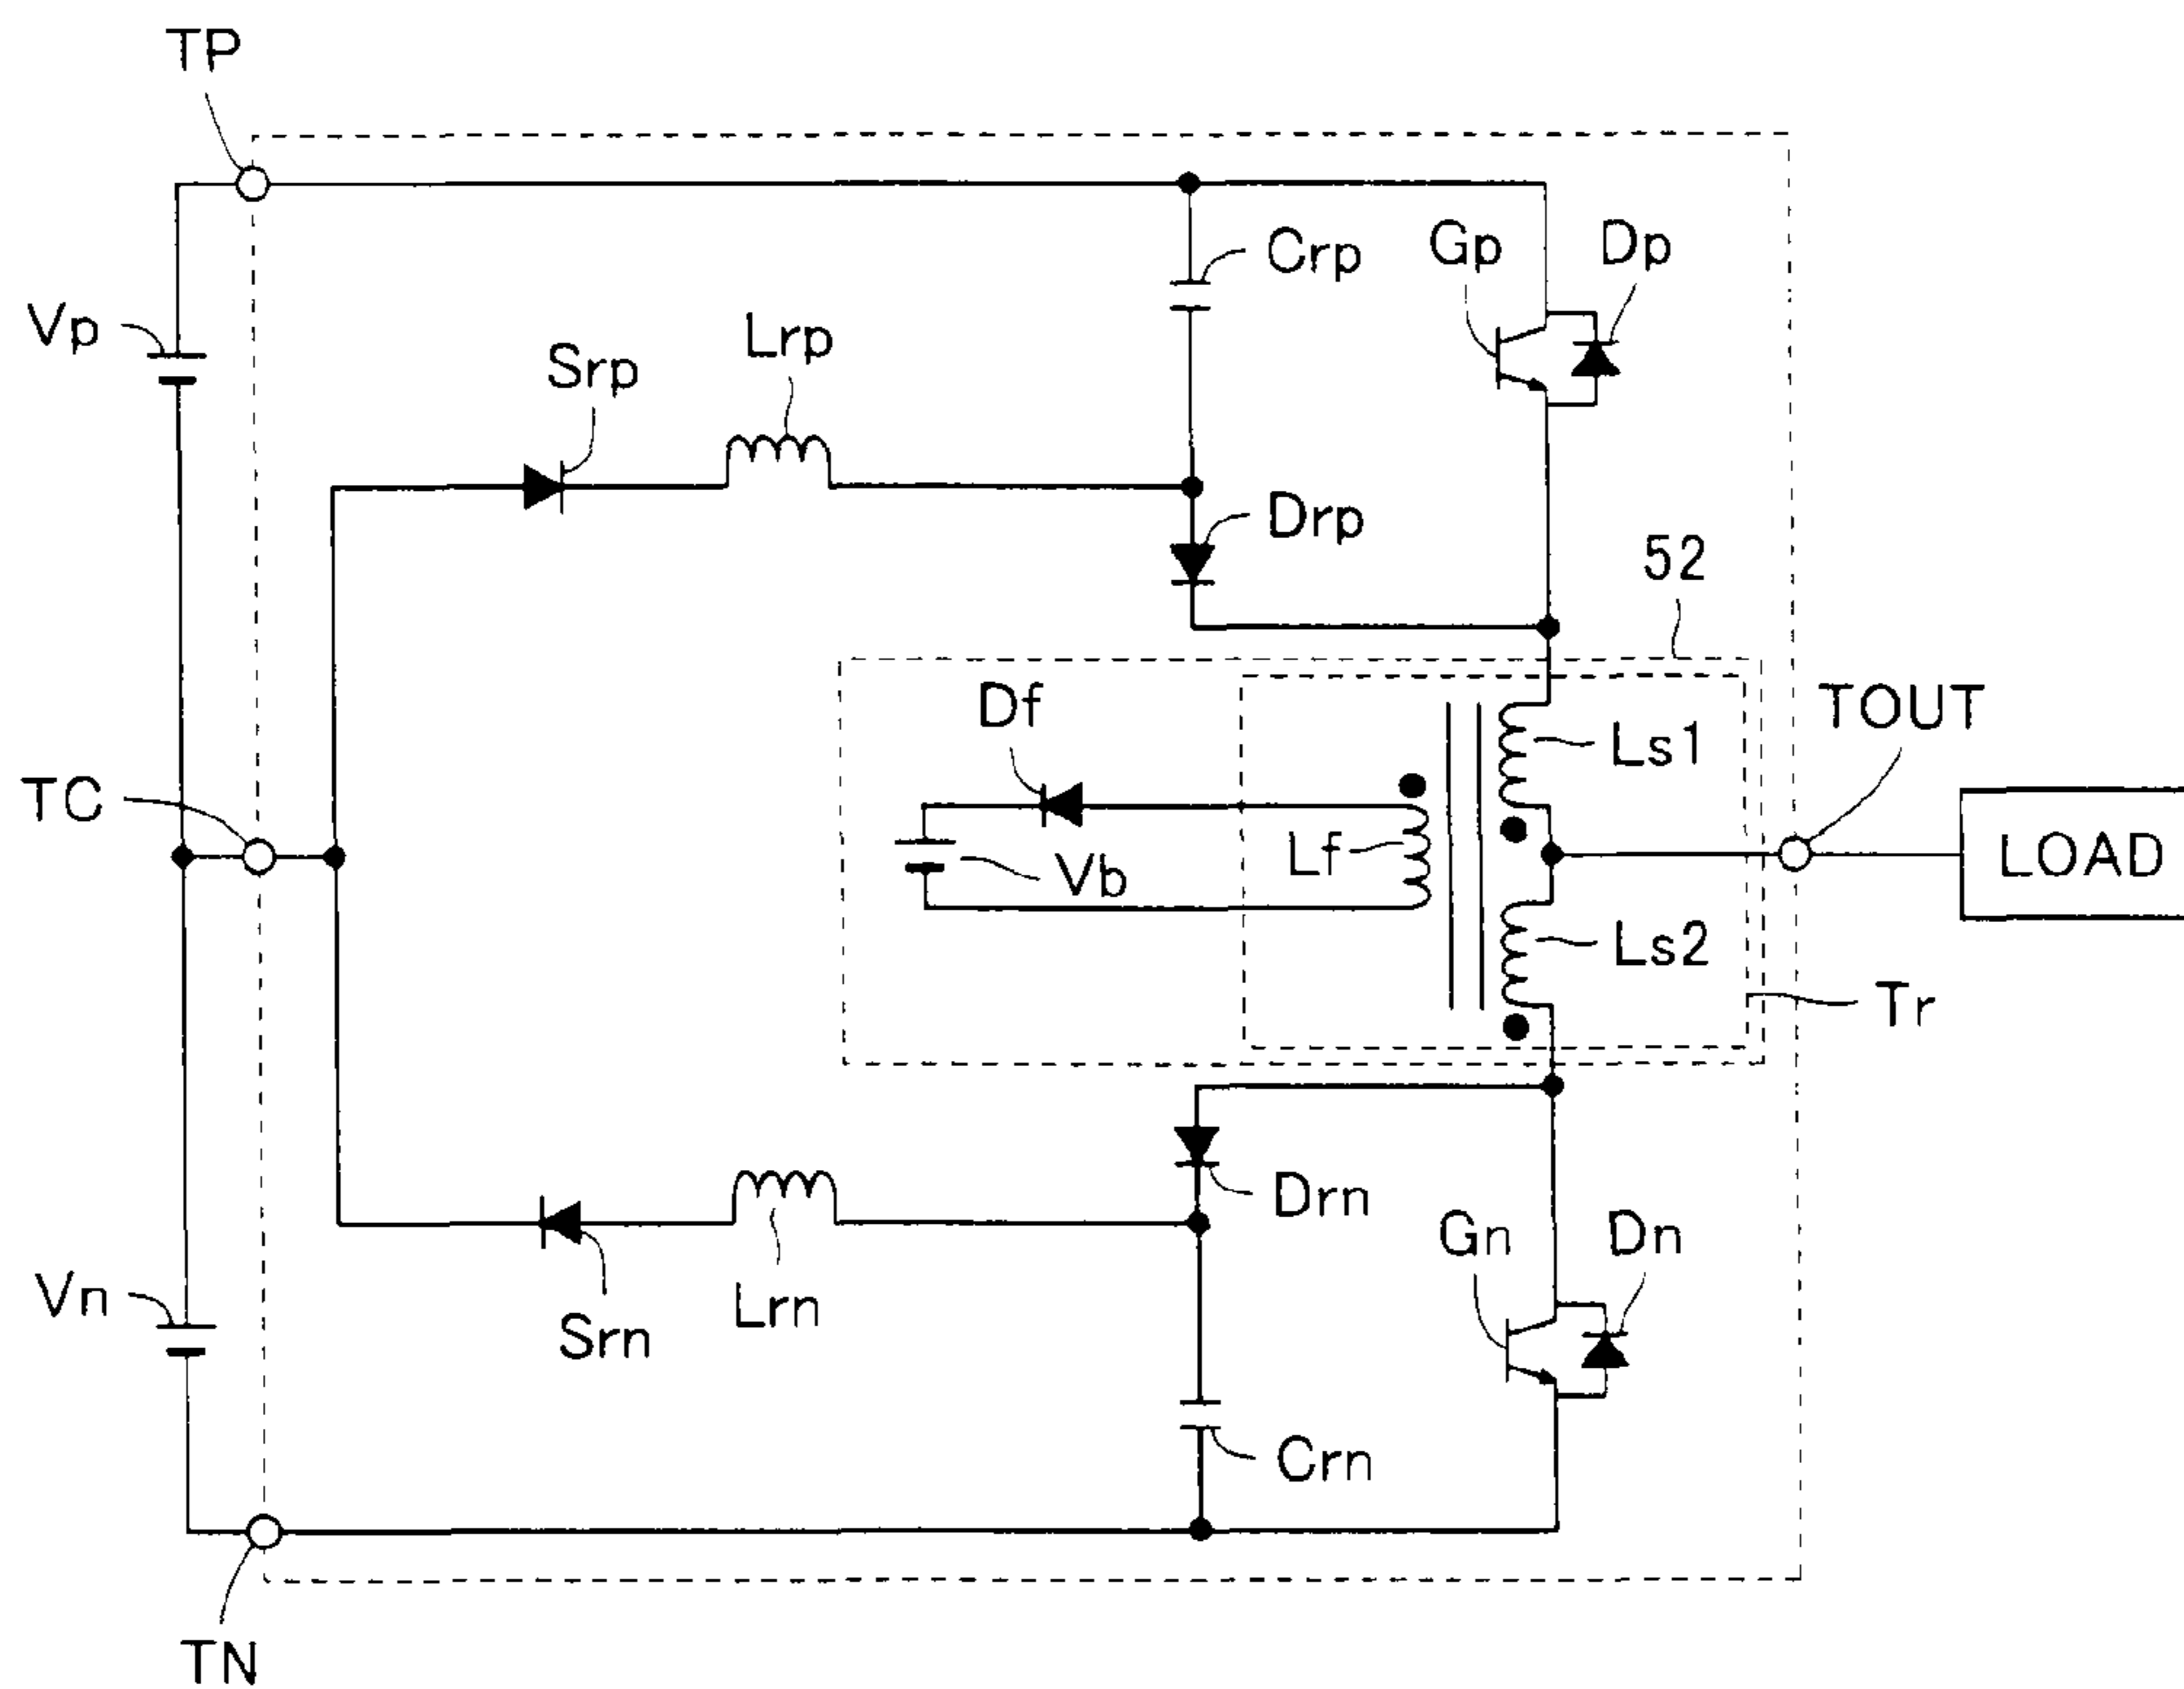 TP
Crp
Gp
Dp
Vp
Lrp
Srp
Drp
52
Df
TOUT
Ls1
TC
Lf
Vb
LOAD
Ls2
Tr
Drn
Gn
Dn
Vn
Lrn
Srn
Crn
TN